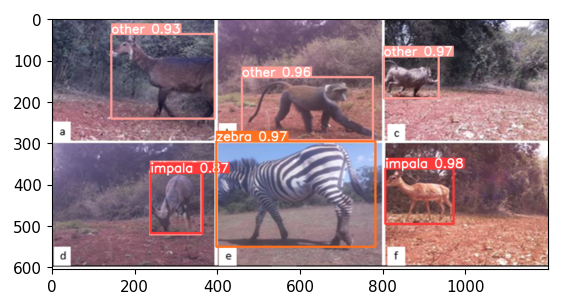 0
100
200
300
400
500
600
other 0.93
other 0.96
other 0.97
a
c
zebra 0.97
impala 0.87
impala 0.98
d
e
f
0
200
400
600
800
1000